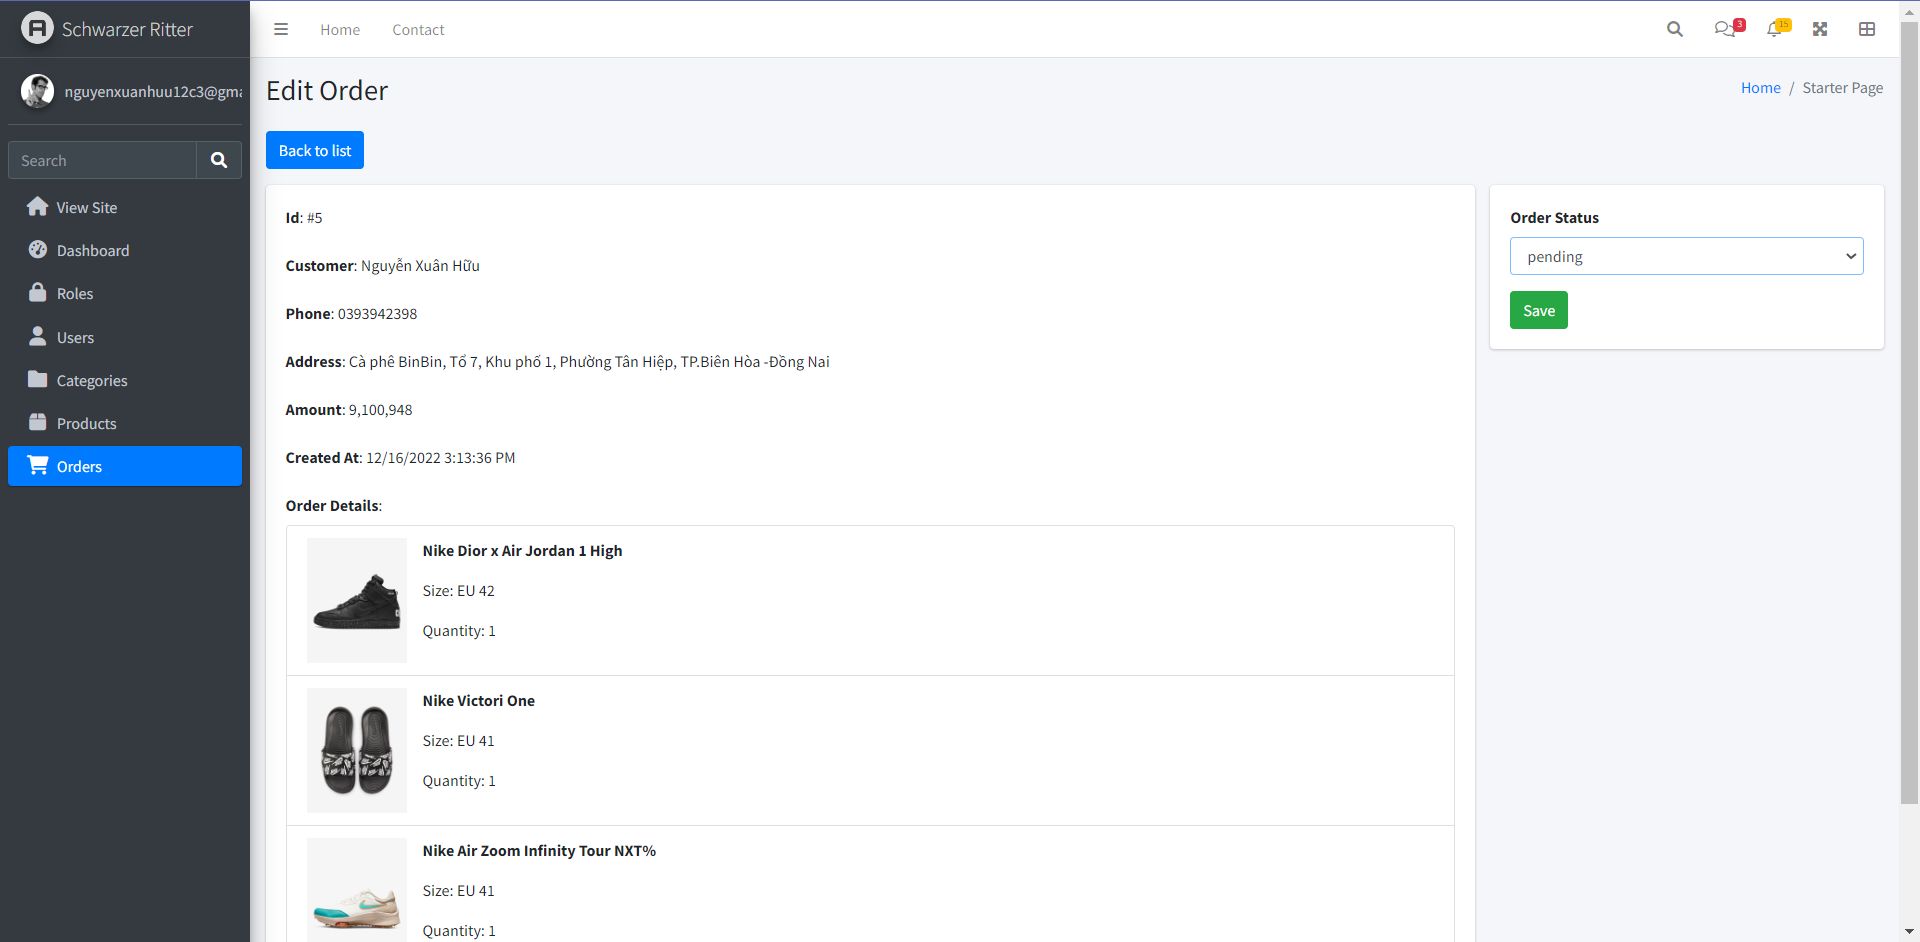 Schwarzer Ritter
Home
Contact
3
15
nguyenxuanhuu12c3@gma
Edit Order
Home / Starter Page
Search
Back to list
View Site
Dashboard
Roles
Users
Categories
Products
Orders
Id: #5
Customer: Nguyễn Xuân Hữu
Phone: 0393942398
Address: Cà phê BinBin, Tổ 7, Khu phố 1, Phường Tân Hiệp, TP.Biên Hòa -Đồng Nai
Amount: 9,100,948
Created At: 12/16/2022 3:13:36 PM
Order Details:
Nike Dior x Air Jordan 1 High
Size: EU 42
Quantity: 1
Nike Victori One
Size: EU 41
Quantity: 1
Nike Air Zoom Infinity Tour NXT%
Size: EU 41
Quantity: 1
Order Status
pending
Save